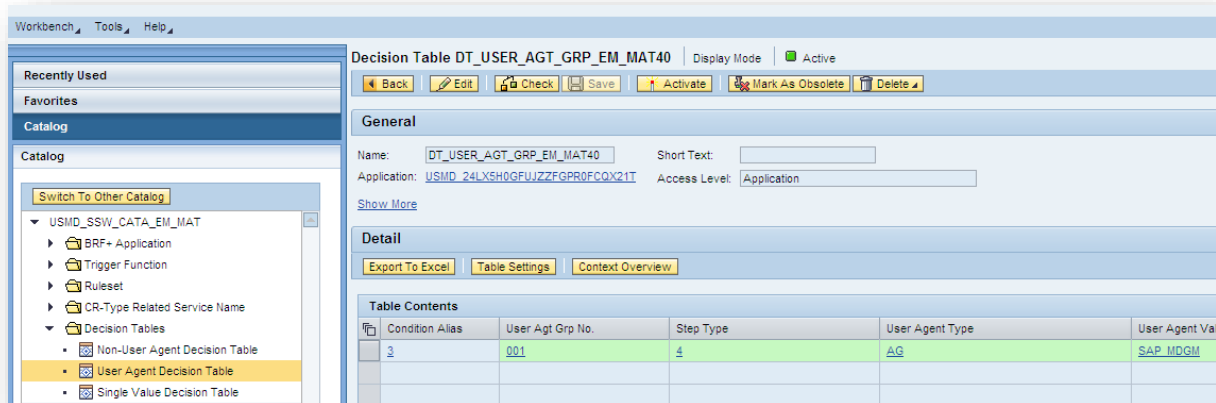 Workbench Tools Help
Decision Table DT_USER_AGT_GRP_EM_MAT40 Display Mode Active
Recently Used
Back Edit Check Save Activate Mark As Obsolete Delete
Favorites
Catalog
General
Catalog
Name: DT_USER_AGT_GRP_EM_MAT40 Short Text:
Application: USMD_24LX5H0GFUJZZFGPR0FCQX21T Access Level: Application
Switch To Other Catalog
Show More
USMD_SSW_CATA_EM_MAT
BRF+ Application
Detail
Trigger Function
Export To Excel Table Settings Context Overview
Ruleset
CR-Type Related Service Name
Table Contents
Decision Tables
Condition Alias User Agt Grp No. Step Type User Agent Type User Agent Va
Non-User Agent Decision Table
3 001 4 AG SAP_MDGM
User Agent Decision Table
Single Value Decision Table